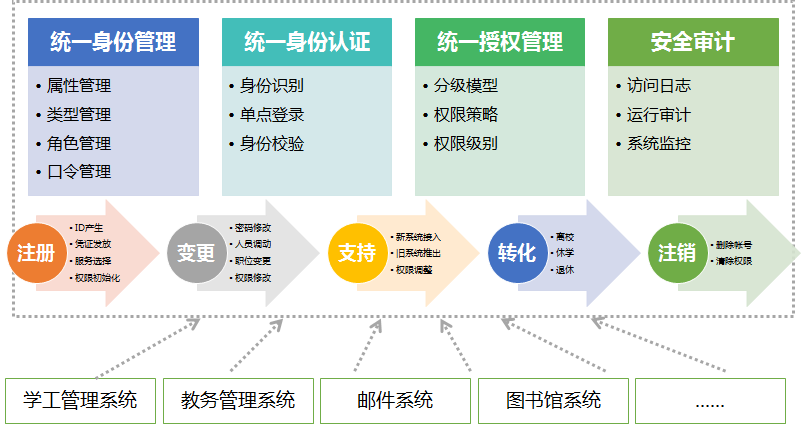 统一身份管理
• 属性管理
• 类型管理
• 角色管理
• 口令管理
统一身份认证
• 身份识别
• 单点登录
• 身份校验
统一授权管理
• 分级模型
• 权限策略
• 权限级别
安全审计
• 访问日志
• 运行审计
• 系统监控
注册
• ID产生
• 凭证发放
• 服务选择
• 权限初始化
变更
• 密码修改
• 人员调动
• 职位变更
• 权限修改
支持
• 新系统接入
• 旧系统推出
• 权限调整
转化
• 离校
• 休学
• 退休
注销
• 删除帐号
• 清除权限
学工管理系统
教务管理系统
邮件系统
图书馆系统
......